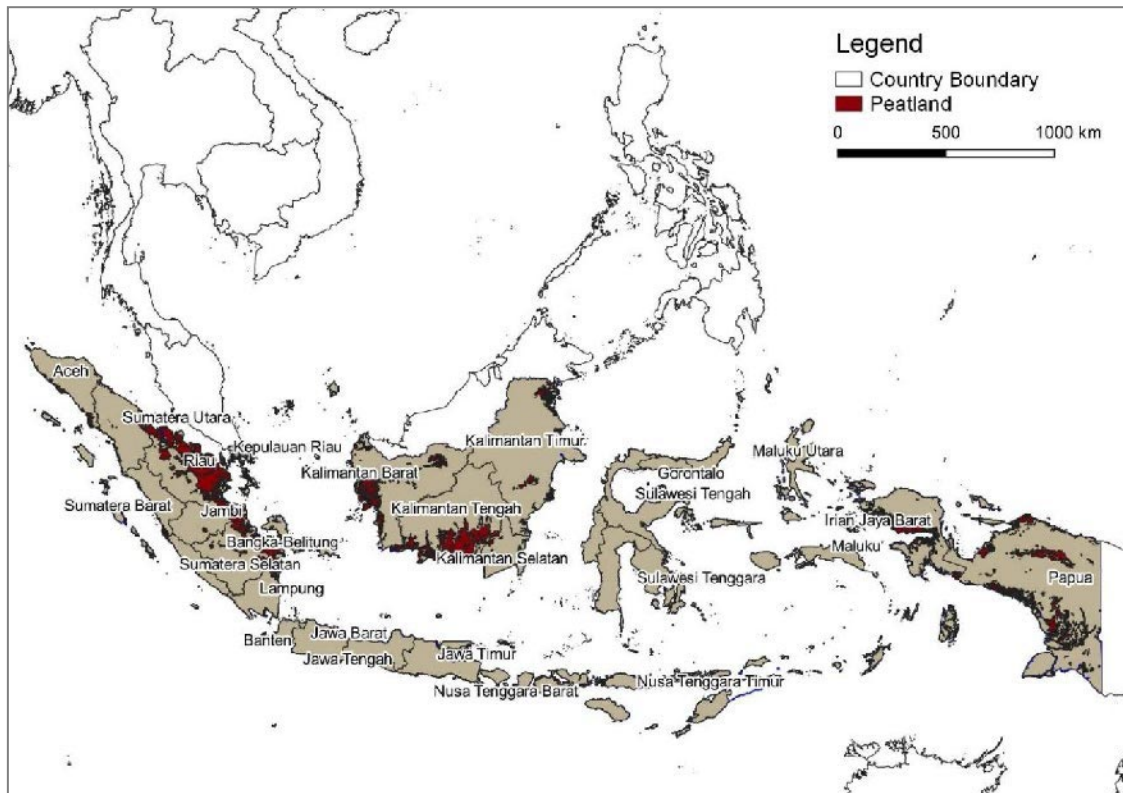 Legend
Country Boundary
Peatland
0 500 1000 km
Aceh
Sumatera Utara
Kepulauan Riau
Riau
Sumatera Barat
Jambi
Bangka-Belitung
Sumatera Selatan
Lampung
Kalimantan Timur
Kalimantan Barat
Kalimantan Tengah
Kalimantan Selatan
Gorontalo
Sulawesi Tengah
Sulawesi Tenggara
Maluku Utara
Irian Jaya Barat
Maluku
Papua
Banten
Jawa Barat
Jawa Tengah
Jawa Timur
Nusa Tenggara Barat
Nusa Tenggara Timur